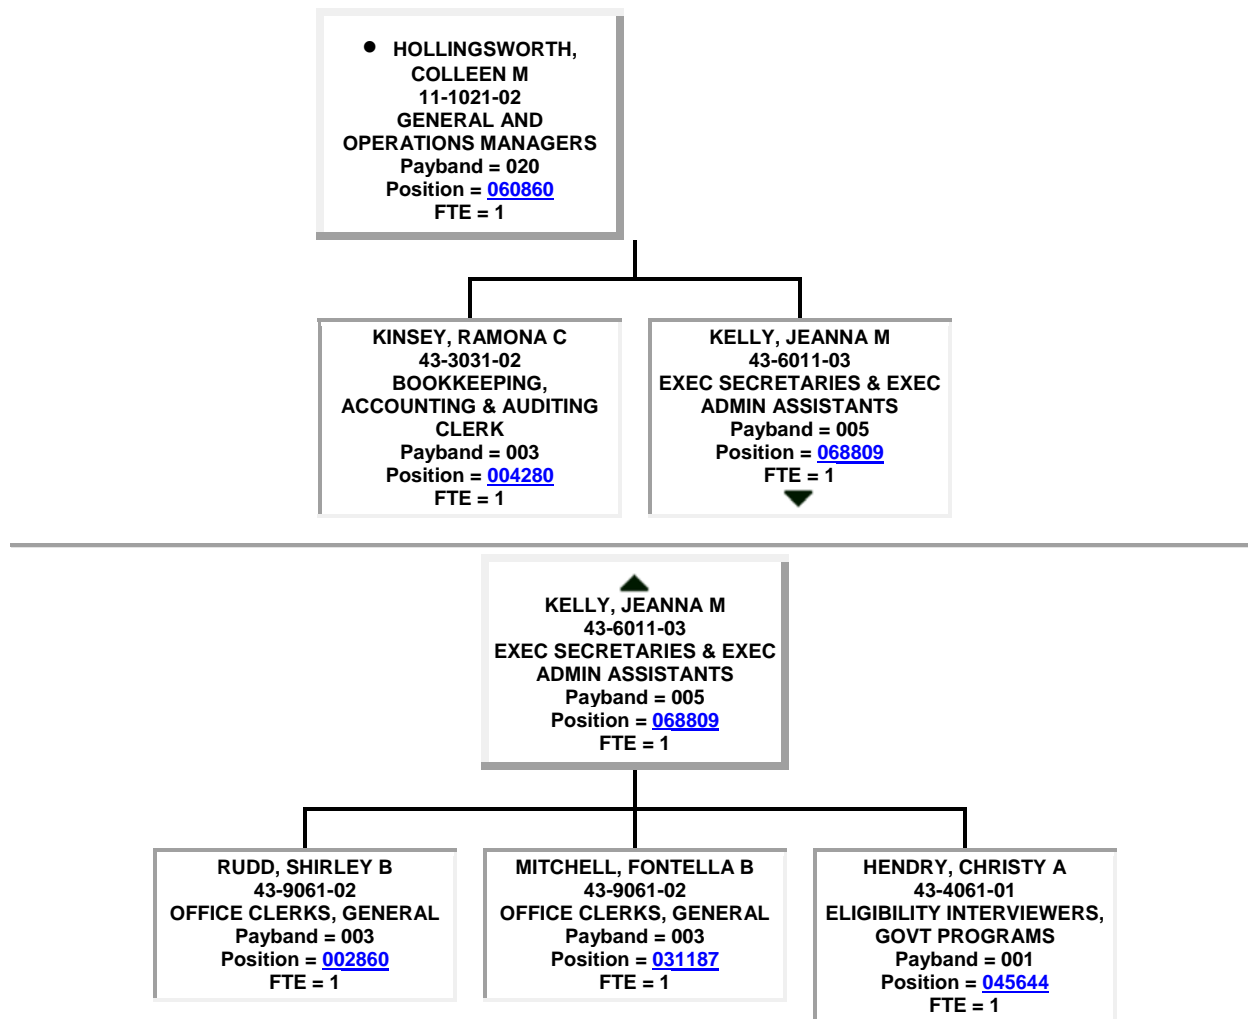 • HOLLINGSWORTH,
COLLEEN M
11-1021-02
GENERAL AND
OPERATIONS MANAGERS
Payband = 020
Position = 060860
FTE = 1
KINSEY, RAMONA C
43-3031-02
BOOKKEEPING,
ACCOUNTING & AUDITING
CLERK
Payband = 003
Position = 004280
FTE = 1
KELLY, JEANNA M
43-6011-03
EXEC SECRETARIES & EXEC
ADMIN ASSISTANTS
Payband = 005
Position = 068809
FTE = 1
KELLY, JEANNA M
43-6011-03
EXEC SECRETARIES & EXEC
ADMIN ASSISTANTS
Payband = 005
Position = 068809
FTE = 1
RUDD, SHIRLEY B
43-9061-02
OFFICE CLERKS, GENERAL
Payband = 003
Position = 002860
FTE = 1
MITCHELL, FONTELLA B
43-9061-02
OFFICE CLERKS, GENERAL
Payband = 003
Position = 031187
FTE = 1
HENDRY, CHRISTY A
43-4061-01
ELIGIBILITY INTERVIEWERS,
GOVT PROGRAMS
Payband = 001
Position = 045644
FTE = 1